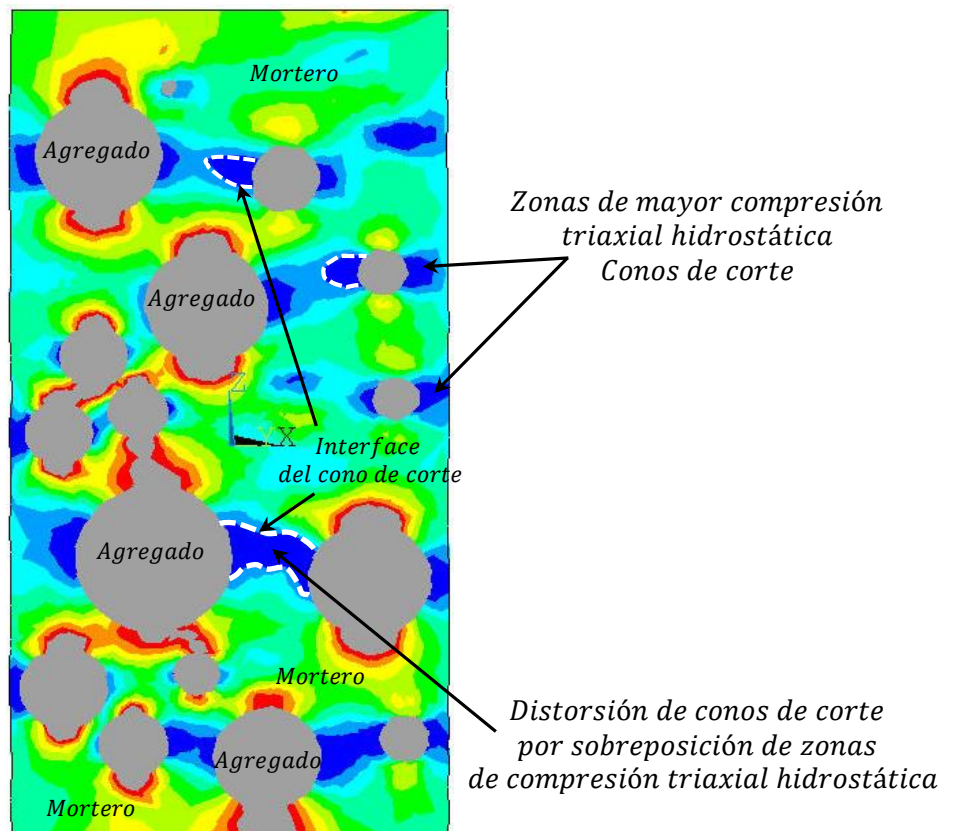 Mortero
Agregado
Zonas de mayor compresión
triaxial hidrostática
Conos de corte
Agregado
Z
Y X
Interface
del cono de corte
Agregado
Mortero
Distorsión de conos de corte
por sobreposición de zonas
de compresión triaxial hidrostática
Agregado
Mortero